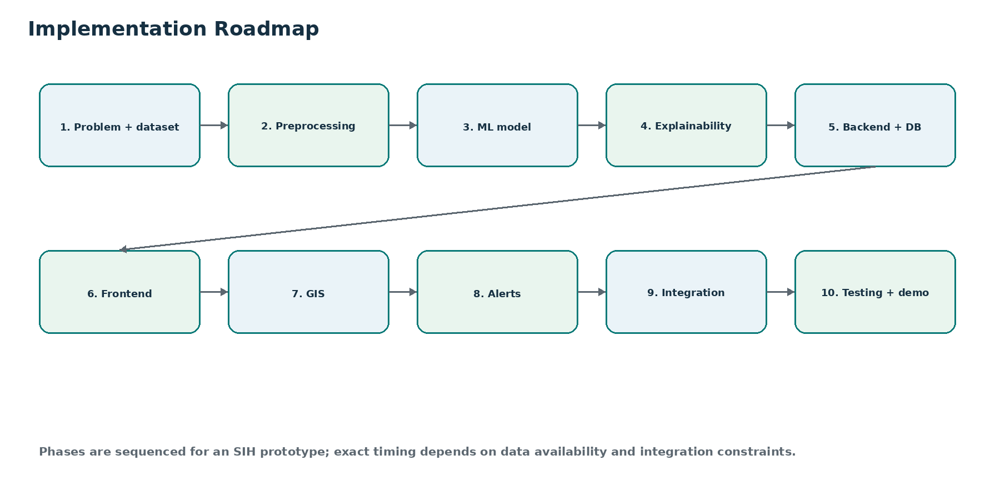 Implementation Roadmap
1. Problem + dataset
2. Preprocessing
3. ML model
4. Explainability
5. Backend + DB
6. Frontend
7. GIS
8. Alerts
9. Integration
10. Testing + demo
Phases are sequenced for an SIH prototype; exact timing depends on data availability and integration constraints.